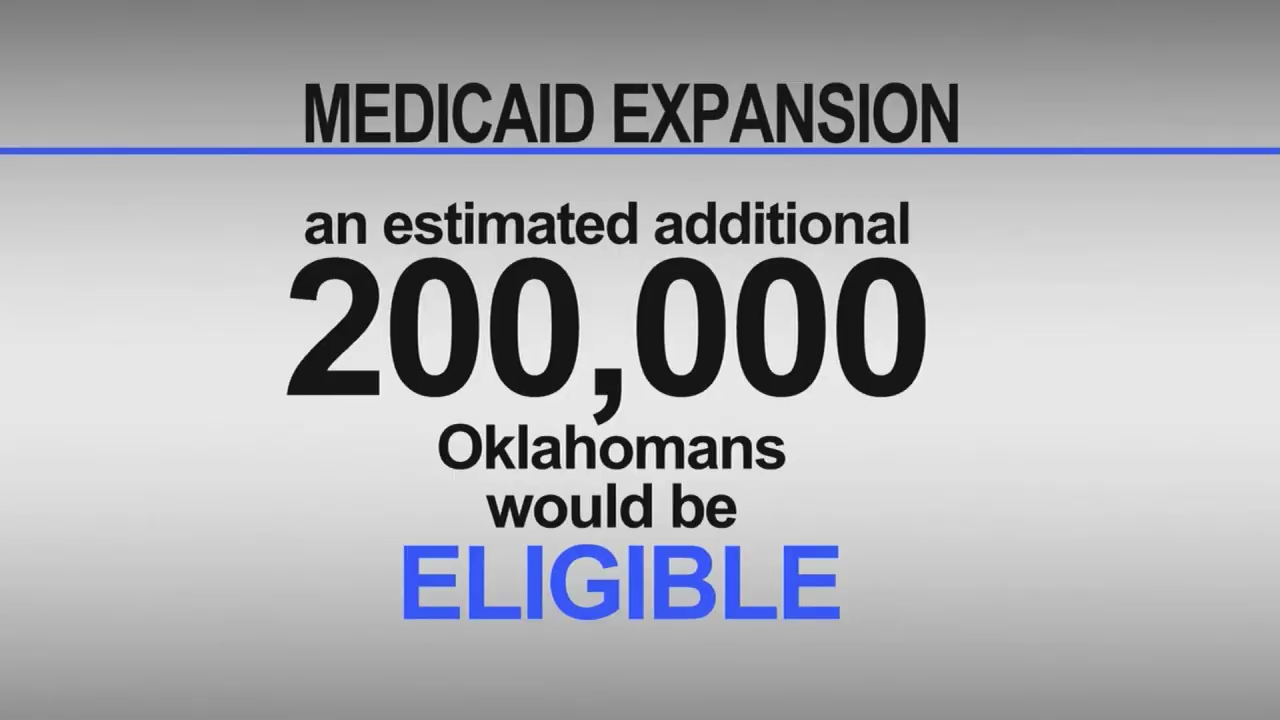 MEDICAID EXPANSION
an estimated additional
200,000
Oklahomans
would be
ELIGIBLE